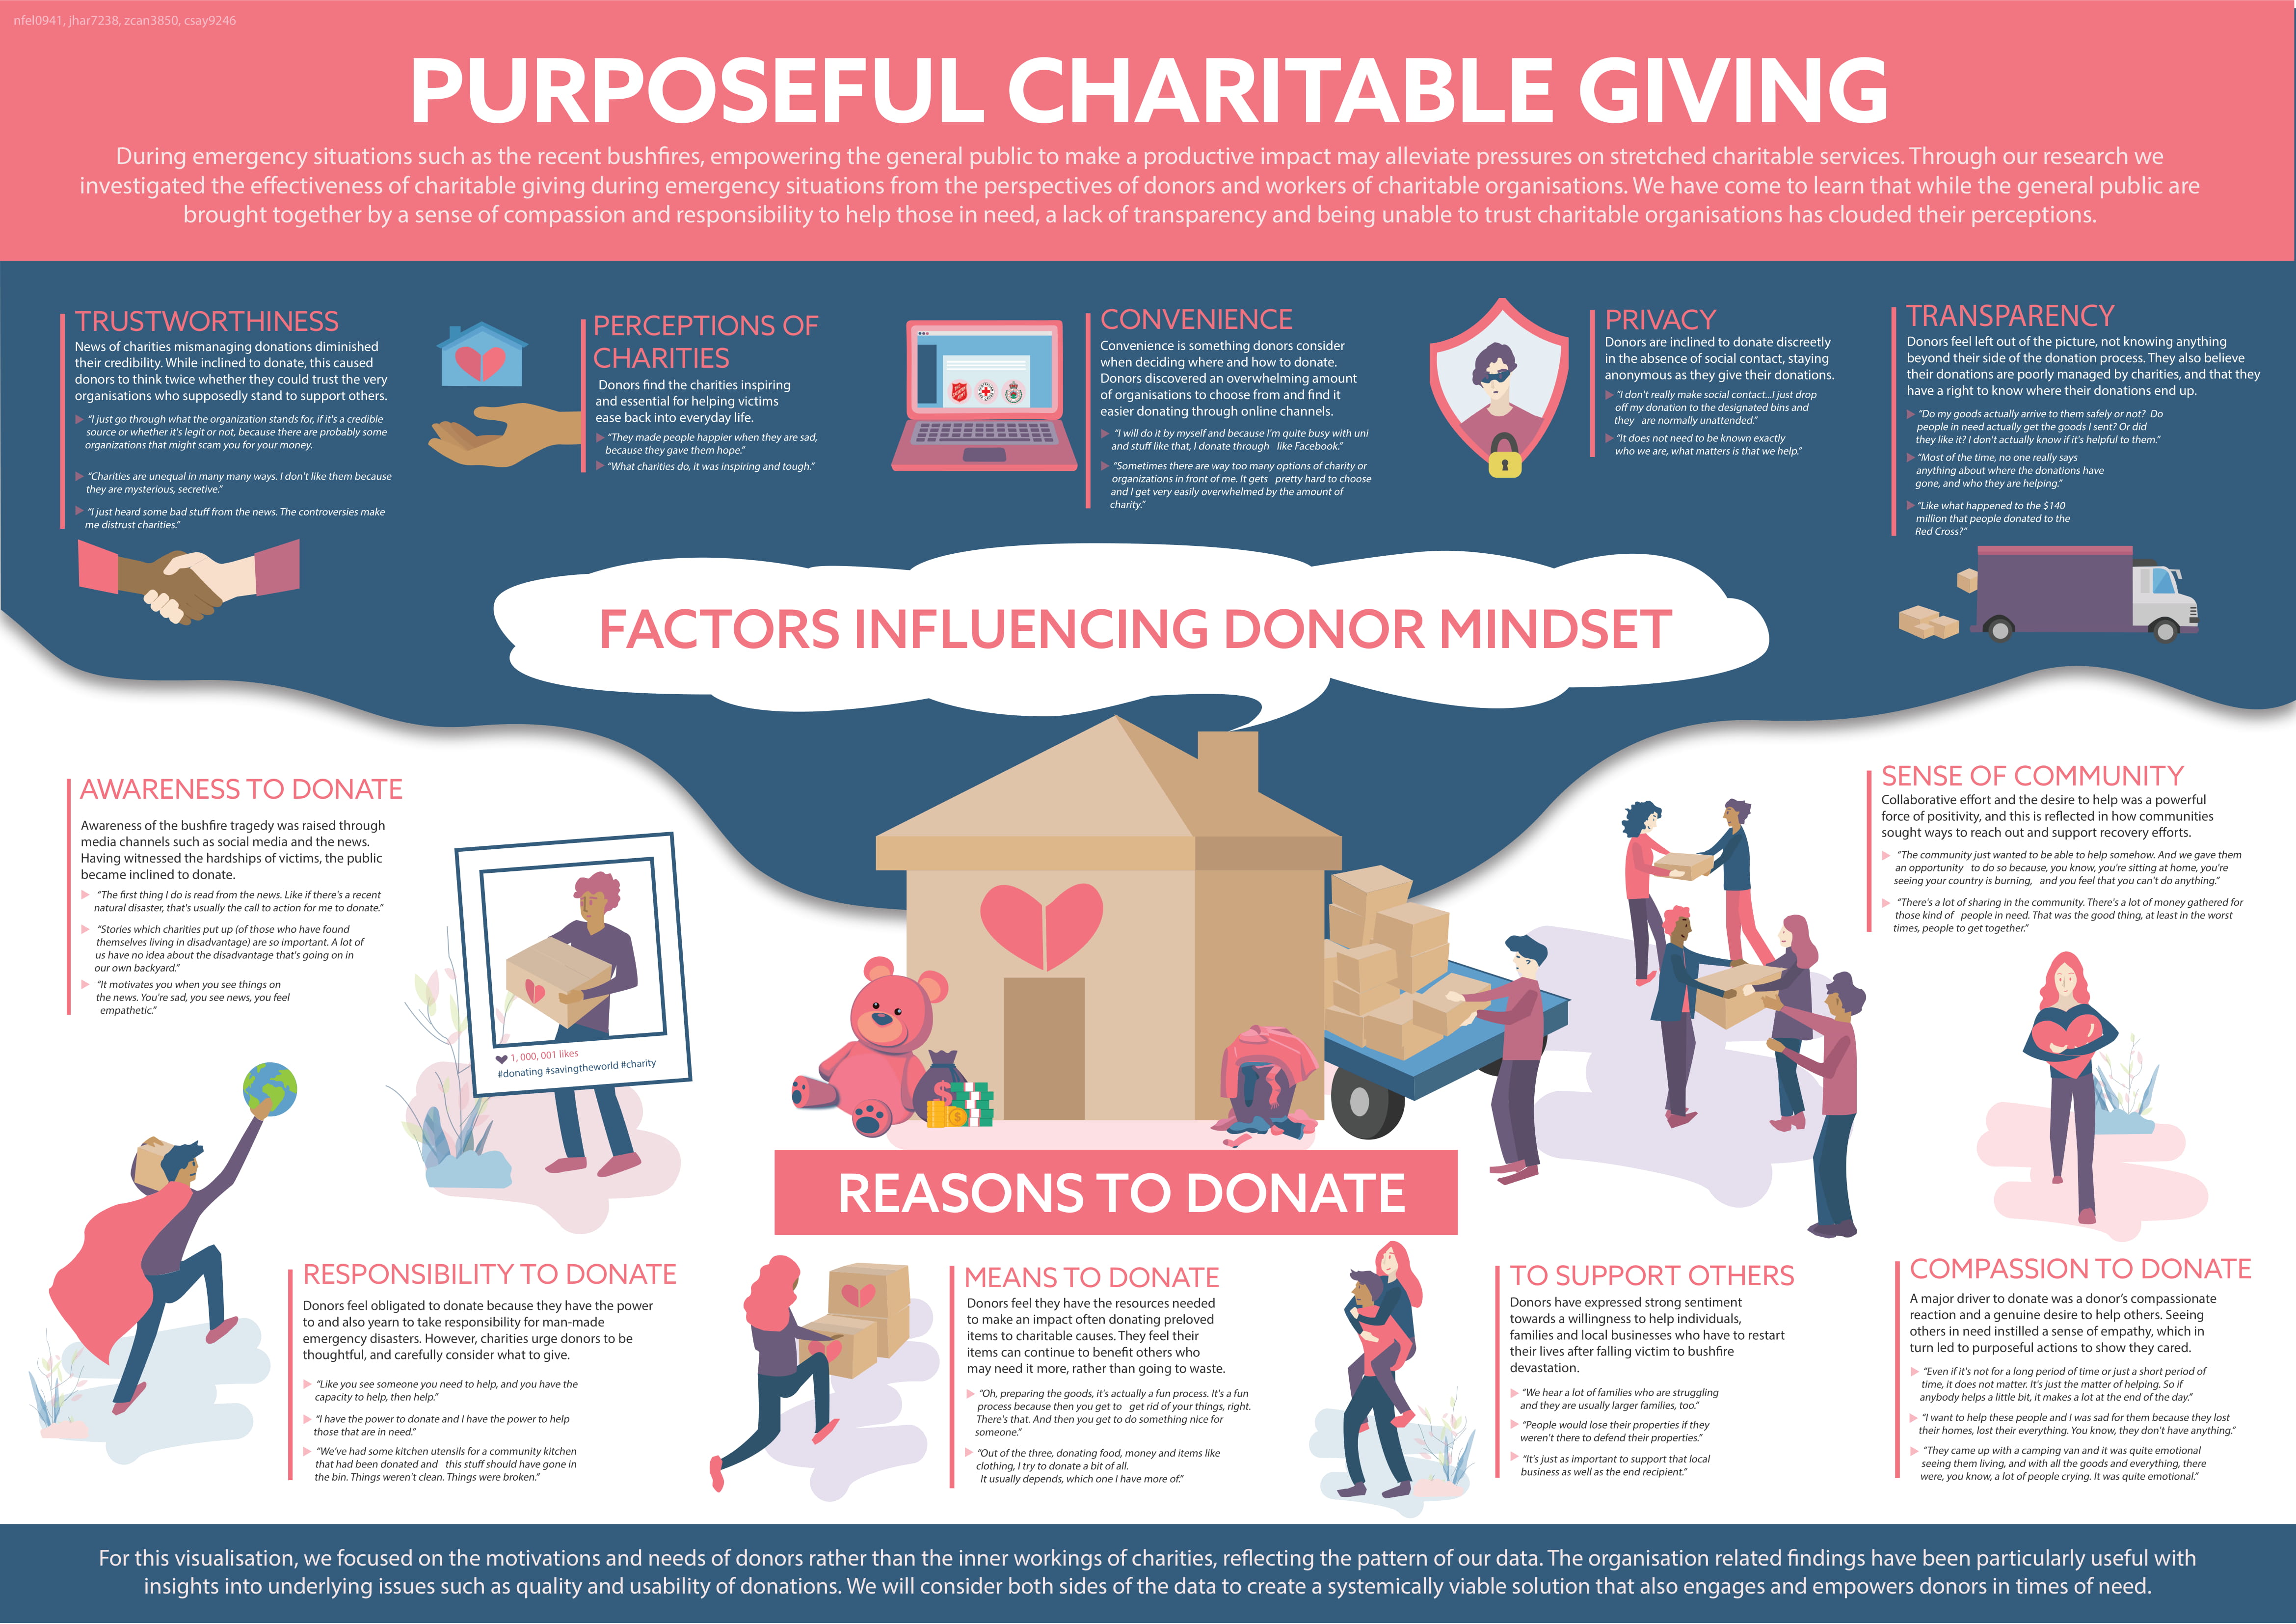 nfel0941, jhar7238, zcan3850, csay9246
PURPOSEFUL CHARITABLE GIVING
During emergency situations such as the recent bushfires, empowering the general public to make a productive impact may alleviate pressures on stretched charitable services. Through our research we
investigated the effectiveness of charitable giving during emergency situations from the perspectives of donors and workers of charitable organisations. We have come to learn that while the general public are
brought together by a sense of compassion and responsibility to help those in need, a lack of transparency and being unable to trust charitable organisations has clouded their perceptions.
TRUSTWORTHINESS
News of charities mismanaging donations diminished
their credibility. While inclined to donate, this caused
donors to think twice whether they could trust the very
organisations who supposedly stand to support others.
“I just go through what the organization stands for, if it's a credible
source or whether it's legit or not, because there are probably some
organizations that might scam you for your money.
“Charities are unequal in many many ways. I don't like them because
they are mysterious, secretive.”
“I just heard some bad stuff from the news. The controversies make
me distrust charities.”
PERCEPTIONS OF
CHARITIES
Donors find the charities inspiring
and essential for helping victims
ease back into everyday life.
“They made people happier when they are sad,
because they gave them hope.”
“What charities do, it was inspiring and tough.”
CONVENIENCE
Convenience is something donors consider
when deciding where and how to donate.
Donors discovered an overwhelming amount
of organisations to choose from and find it
easier donating through online channels.
“I will do it by myself and because I'm quite busy with uni
and stuff like that, I donate through like Facebook.”
“Sometimes there are way too many options of charity or
organizations in front of me. It gets pretty hard to choose
and I get very easily overwhelmed by the amount of
charity.”
PRIVACY
Donors are inclined to donate discreetly
in the absence of social contact, staying
anonymous as they give their donations.
“I don't really make social contact...I just drop
off my donation to the designated bins and
they are normally unattended.”
“It does not need to be known exactly
who we are, what matters is that we help.”
TRANSPARENCY
Donors feel left out of the picture, not knowing anything
beyond their side of the donation process. They also believe
their donations are poorly managed by charities, and that they
have a right to know where their donations end up.
“Do my goods actually arrive to them safely or not? Do
people in need actually get the goods I sent? Or did
they like it? I don't actually know if it's helpful to them.”
“Most of the time, no one really says
anything about where the donations have
gone, and who they are helping.”
“Like what happened to the $140
million that people donated to the
Red Cross?”
FACTORS INFLUENCING DONOR MINDSET
AWARENESS TO DONATE
Awareness of the bushfire tragedy was raised through
media channels such as social media and the news.
Having witnessed the hardships of victims, the public
became inclined to donate.
“The first thing I do is read from the news. Like if there's a recent
natural disaster, that's usually the call to action for me to donate.”
“Stories which charities put up (of those who have found
themselves living in disadvantage) are so important. A lot of
us have no idea about the disadvantage that's going on in
our own backyard.”
“It motivates you when you see things on
the news. You're sad, you see news, you feel
empathetic.”
1, 000, 001 likes
#donating #savingtheworld #charity
SENSE OF COMMUNITY
Collaborative effort and the desire to help was a powerful
force of positivity, and this is reflected in how communities
sought ways to reach out and support recovery efforts.
“The community just wanted to be able to help somehow. And we gave them
an opportunity to do so because, you know, you're sitting at home, you're
seeing your country is burning, and you feel that you can't do anything.”
“There's a lot of sharing in the community. There's a lot of money gathered for
those kind of people in need. That was the good thing, at least in the worst
times, people to get together.”
REASONS TO DONATE
RESPONSIBILITY TO DONATE
Donors feel obligated to donate because they have the power
to and also yearn to take responsibility for man-made
emergency disasters. However, charities urge donors to be
thoughtful, and carefully consider what to give.
“Like you see someone you need to help, and you have the
capacity to help, then help.”
“I have the power to donate and I have the power to help
those that are in need.”
“We've had some kitchen utensils for a community kitchen
that had been donated and this stuff should have gone in
the bin. Things weren't clean. Things were broken.”
MEANS TO DONATE
Donors feel they have the resources needed
to make an impact often donating preloved
items to charitable causes. They feel their
items can continue to benefit others who
may need it more, rather than going to waste.
“Oh, preparing the goods, it's actually a fun process. It's a fun
process because then you get to get rid of your things, right.
There's that. And then you get to do something nice for
someone.”
“Out of the three, donating food, money and items like
clothing, I try to donate a bit of all.
It usually depends, which one I have more of.”
TO SUPPORT OTHERS
Donors have expressed strong sentiment
towards a willingness to help individuals,
families and local businesses who have to restart
their lives after falling victim to bushfire
devastation.
“We hear a lot of families who are struggling
and they are usually larger families, too.”
“People would lose their properties if they
weren't there to defend their properties.”
“It's just as important to support that local
business as well as the end recipient.”
COMPASSION TO DONATE
A major driver to donate was a donor's compassionate
reaction and a genuine desire to help others. Seeing
others in need instilled a sense of empathy, which in
turn led to purposeful actions to show they cared.
“Even if it's not for a long period of time or just a short period of
time, it does not matter. It's just the matter of helping. So if
anybody helps a little bit, it makes a lot at the end of the day.”
“I want to help these people and I was sad for them because they lost
their homes, lost their everything. You know, they don't have anything.”
“They came up with a camping van and it was quite emotional
seeing them living, and with all the goods and everything, there
were, you know, a lot of people crying. It was quite emotional.”
For this visualisation, we focused on the motivations and needs of donors rather than the inner workings of charities, reflecting the pattern of our data. The organisation related findings have been particularly useful with
insights into underlying issues such as quality and usability of donations. We will consider both sides of the data to create a systemically viable solution that also engages and empowers donors in times of need.